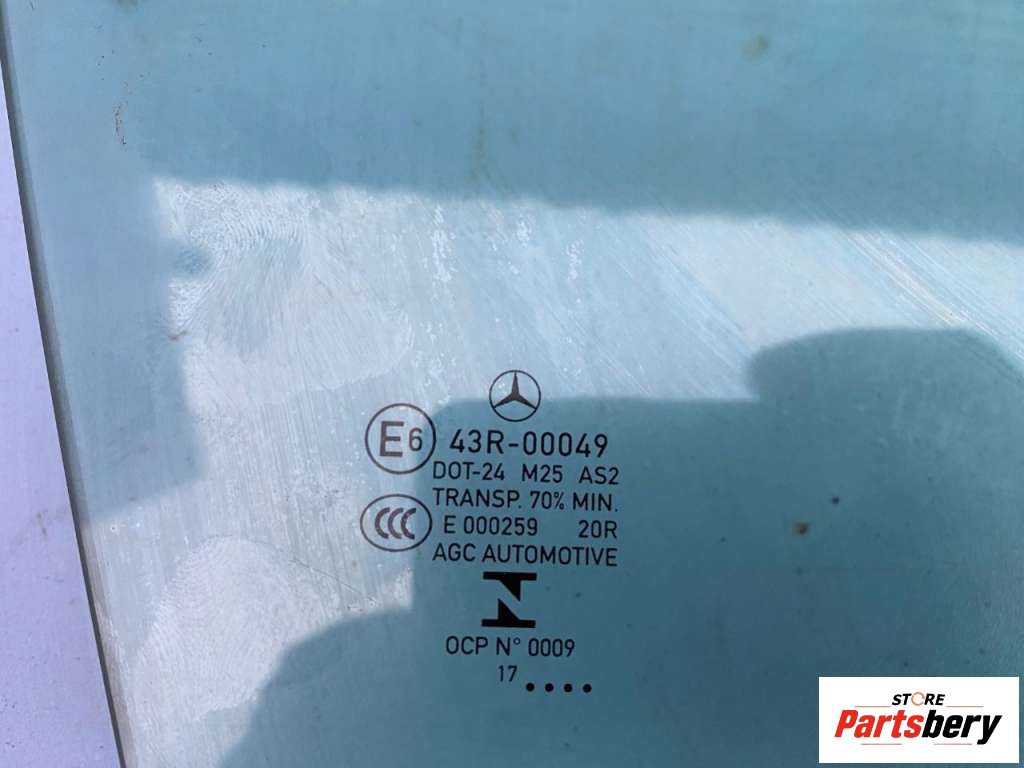 E6 43R-00049
DOT-24 M25 AS2
TRANSP. 70% MIN.
CCC E 000259 20R
AGC AUTOMOTIVE
N
OCP N° 0009
17 ....
STORE
Partsbery